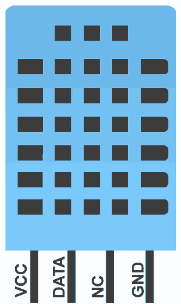 VCC
DATA
NC
GND